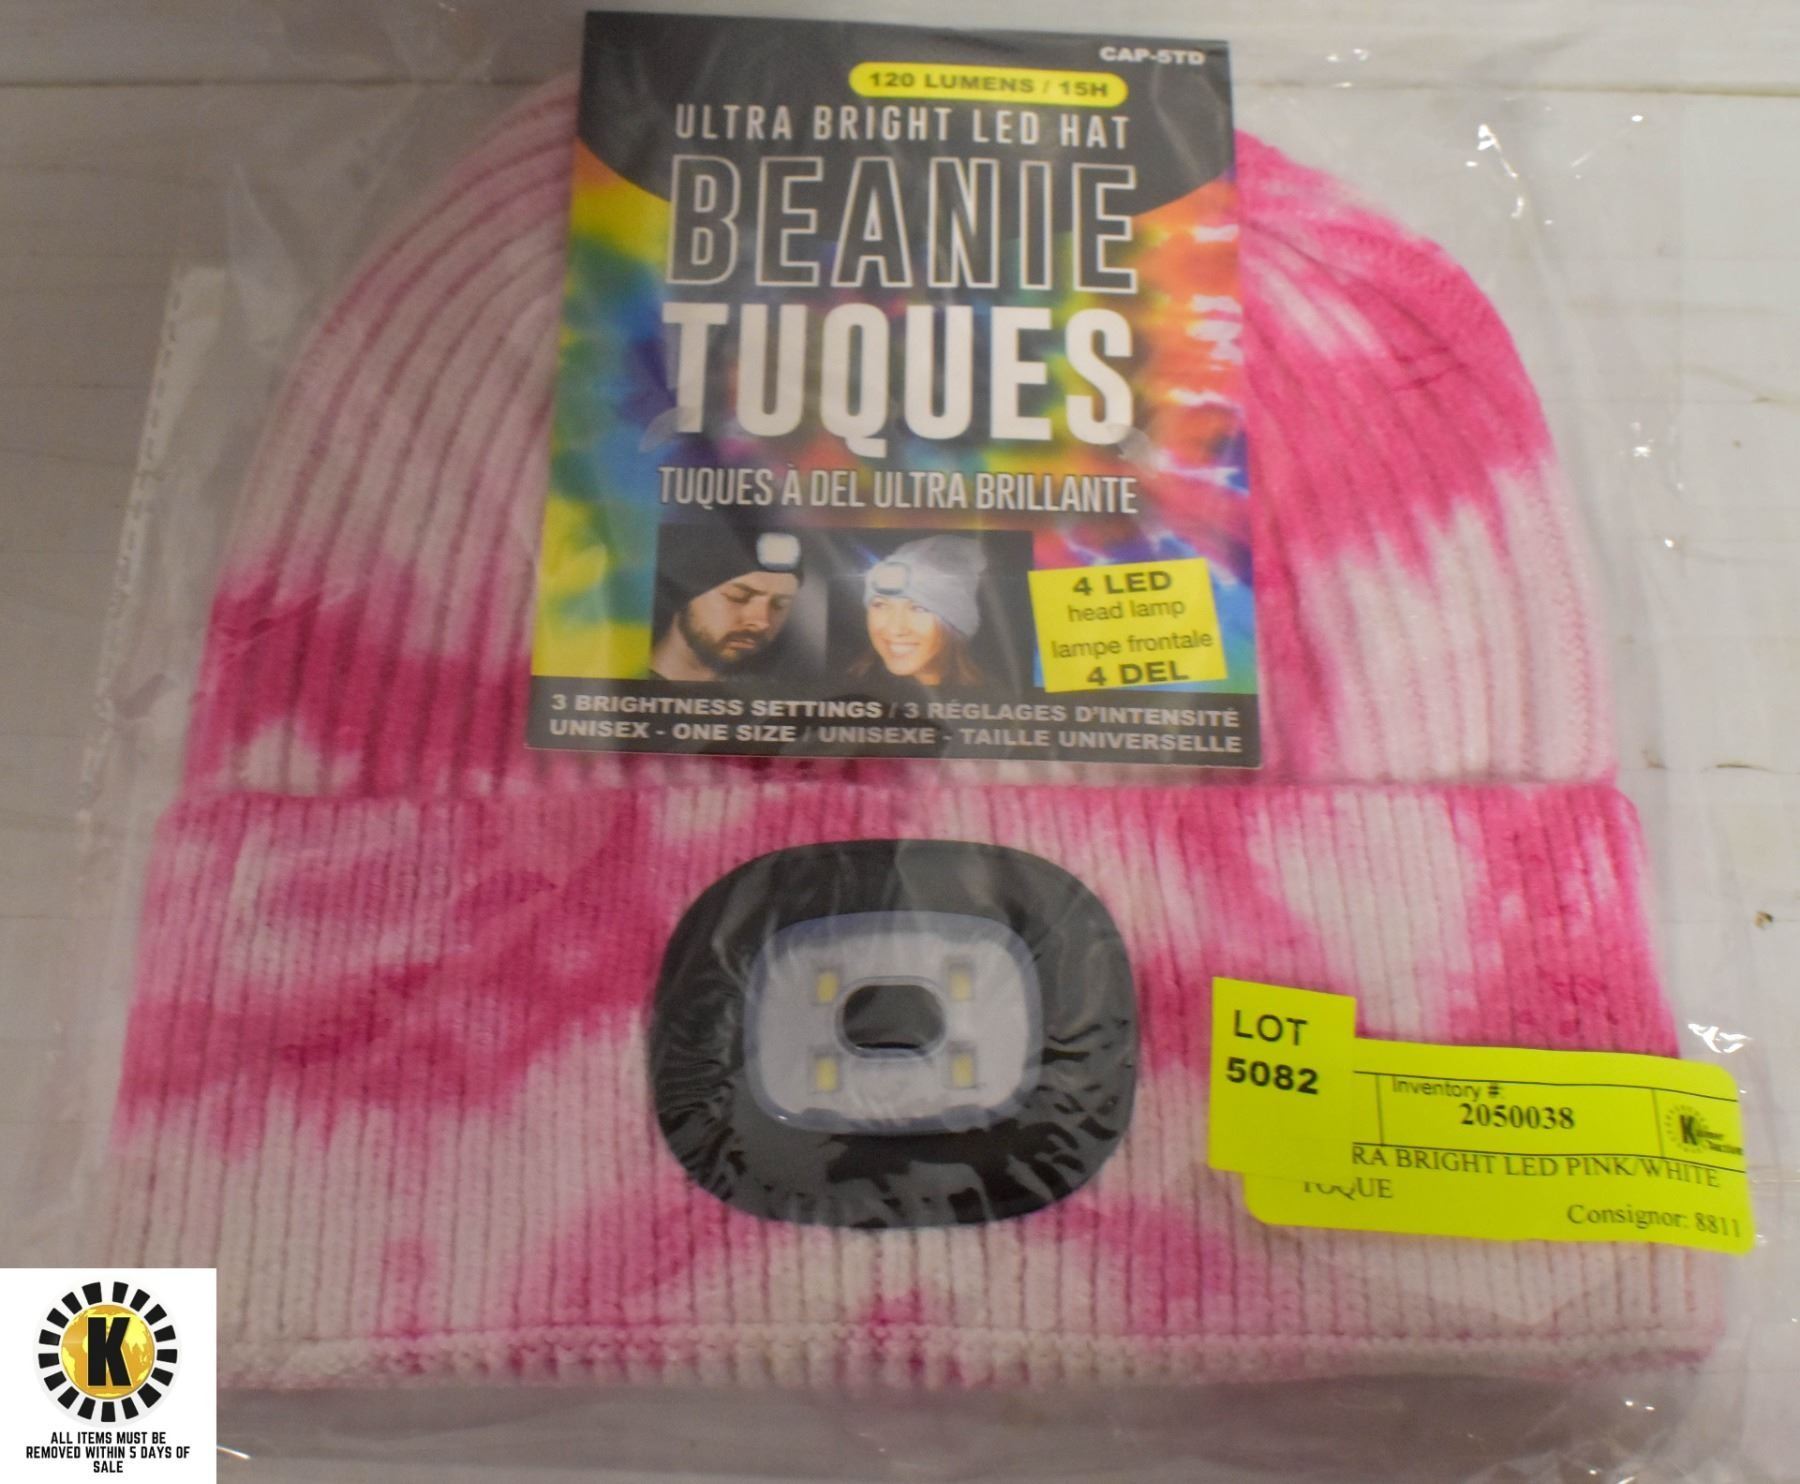 CAP-5TD
120 LUMENS / 15H
ULTRA BRIGHT LED HAT
BEANIE
TUQUES
TUQUES À DEL ULTRA BRILLANTE
4 LED
head lamp
lampe frontale
4 DEL
3 BRIGHTNESS SETTINGS / 3 RÉGLAGES D'INTENSITÉ
UNISEX - ONE SIZE / UNISEXE - TAILLE UNIVERSELLE
LOT
5082
Inventory #:
2050038
RA BRIGHT LED PINK/WHITE
TOQUE
Consignor: 8811
K
ALL ITEMS MUST BE
REMOVED WITHIN 5 DAYS OF
SALE